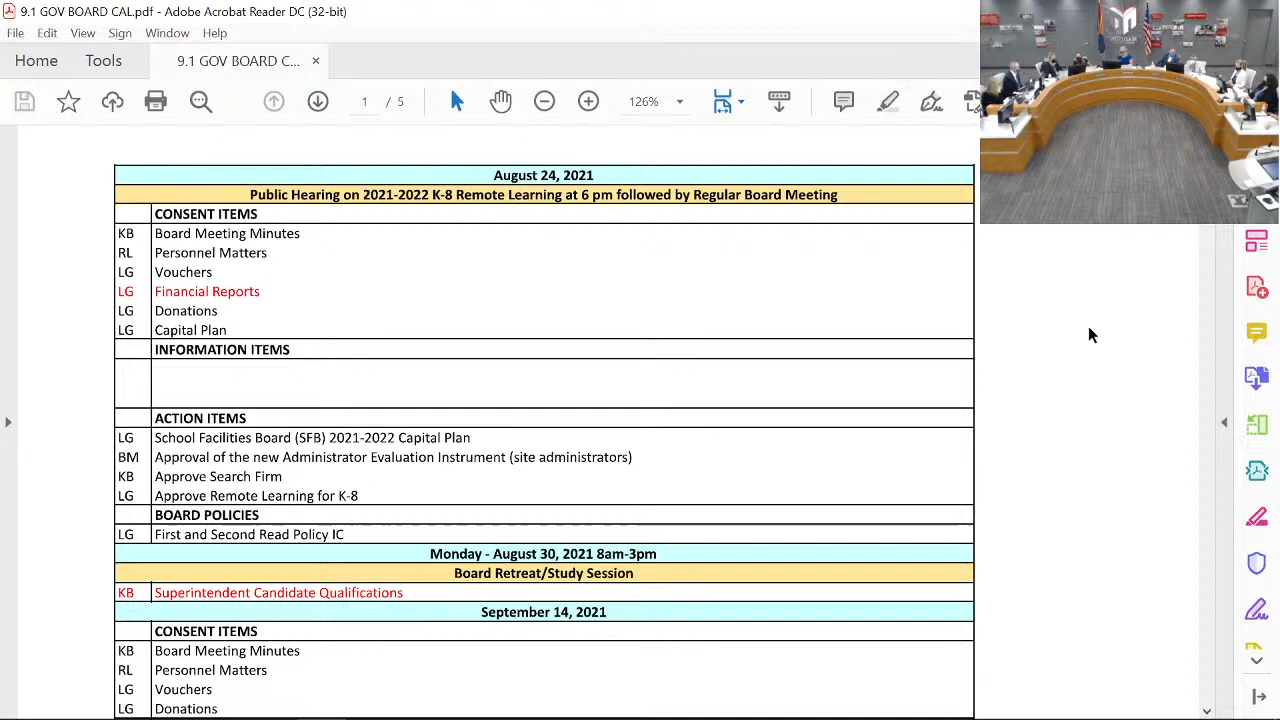 9.1 GOV BOARD CAL.pdf - Adobe Acrobat Reader DC (32-bit)
File Edit View Sign Window Help
Home Tools 9.1 GOV BOARD C... ×
1 / 5 126%
August 24, 2021
Public Hearing on 2021-2022 K-8 Remote Learning at 6 pm followed by Regular Board Meeting
CONSENT ITEMS
KB Board Meeting Minutes
RL Personnel Matters
LG Vouchers
LG Financial Reports
LG Donations
LG Capital Plan
INFORMATION ITEMS
ACTION ITEMS
LG School Facilities Board (SFB) 2021-2022 Capital Plan
BM Approval of the new Administrator Evaluation Instrument (site administrators)
KB Approve Search Firm
LG Approve Remote Learning for K-8
BOARD POLICIES
LG First and Second Read Policy IC
Monday - August 30, 2021 8am-3pm
Board Retreat/Study Session
KB Superintendent Candidate Qualifications
September 14, 2021
CONSENT ITEMS
KB Board Meeting Minutes
RL Personnel Matters
LG Vouchers
LG Donations